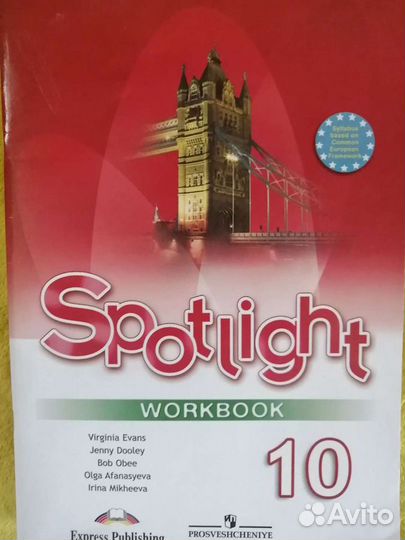 Syllabus
based on
Common
European
Framework
Spotlight
WORKBOOK
Virginia Evans
Jenny Dooley
Bob Obee
Olga Afanasyeva
Irina Mikheeva
10
Express Publishing
PROSVESHCHENIYE
Avito